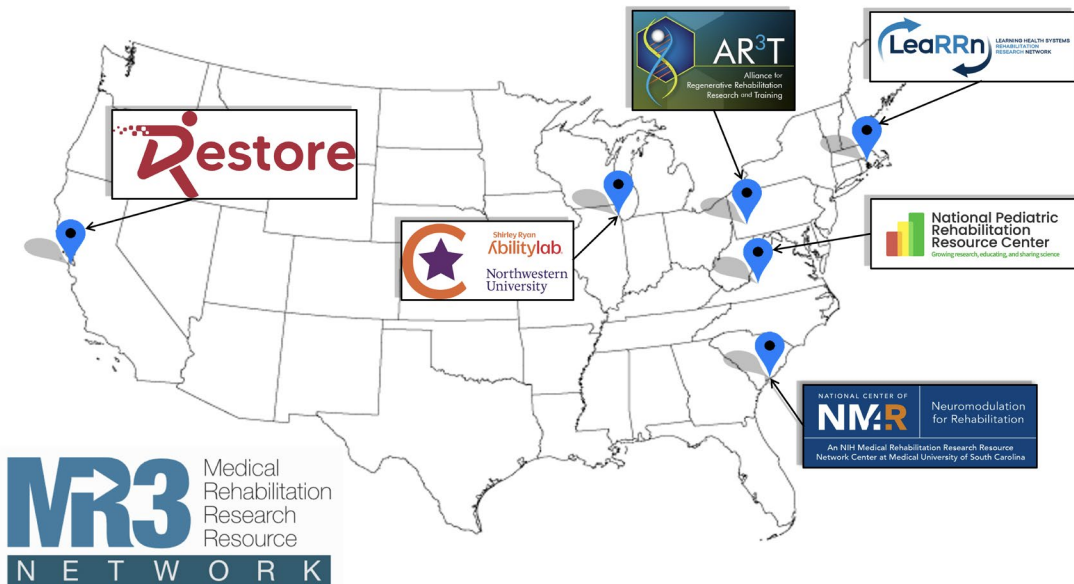 AR³T
Alliance for
Regenerative Rehabilitation
Research and Training
LeaRRn
LEARNING HEALTH SYSTEMS
REHABILITATION
RESEARCH NETWORK
Restore
Shirley Ryan
Abilitylab.
Northwestern
University
National Pediatric
Rehabilitation
Resource Center
Growing research, educating, and sharing science
NATIONAL CENTER OF
NM4R
Neuromodulation
for Rehabilitation
An NIH Medical Rehabilitation Research Resource
Network Center at Medical University of South Carolina
MR3
Medical
Rehabilitation
Research
Resource
NETWORK